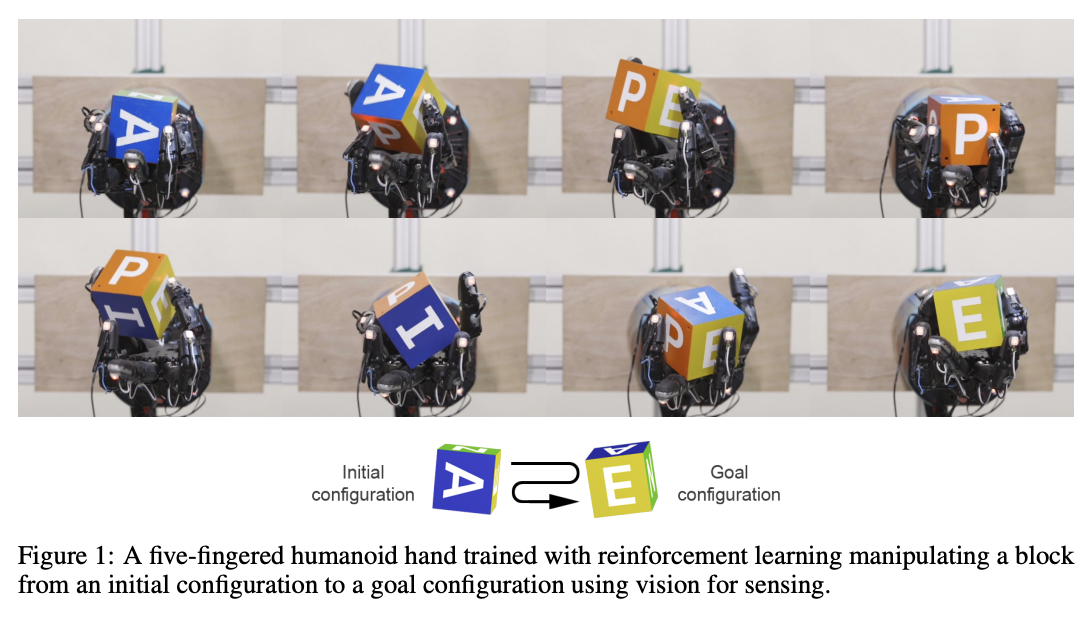 A
A P
P E
P A
P I E
P I
A P E
E A
Initial
configuration
N A
A E
Goal
configuration
Figure 1: A five-fingered humanoid hand trained with reinforcement learning manipulating a block
from an initial configuration to a goal configuration using vision for sensing.